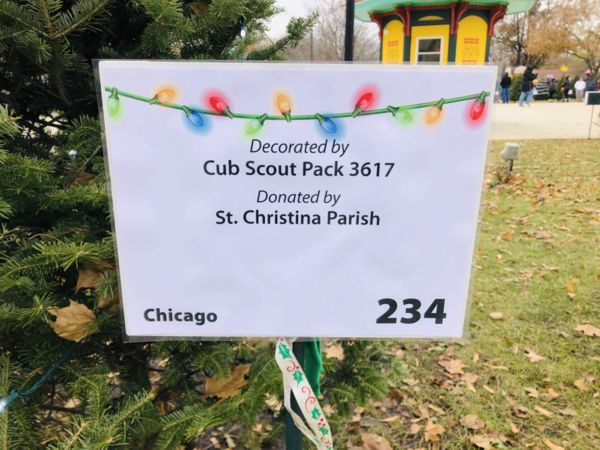 Decorated by
Cub Scout Pack 3617
Donated by
St. Christina Parish
Chicago 234